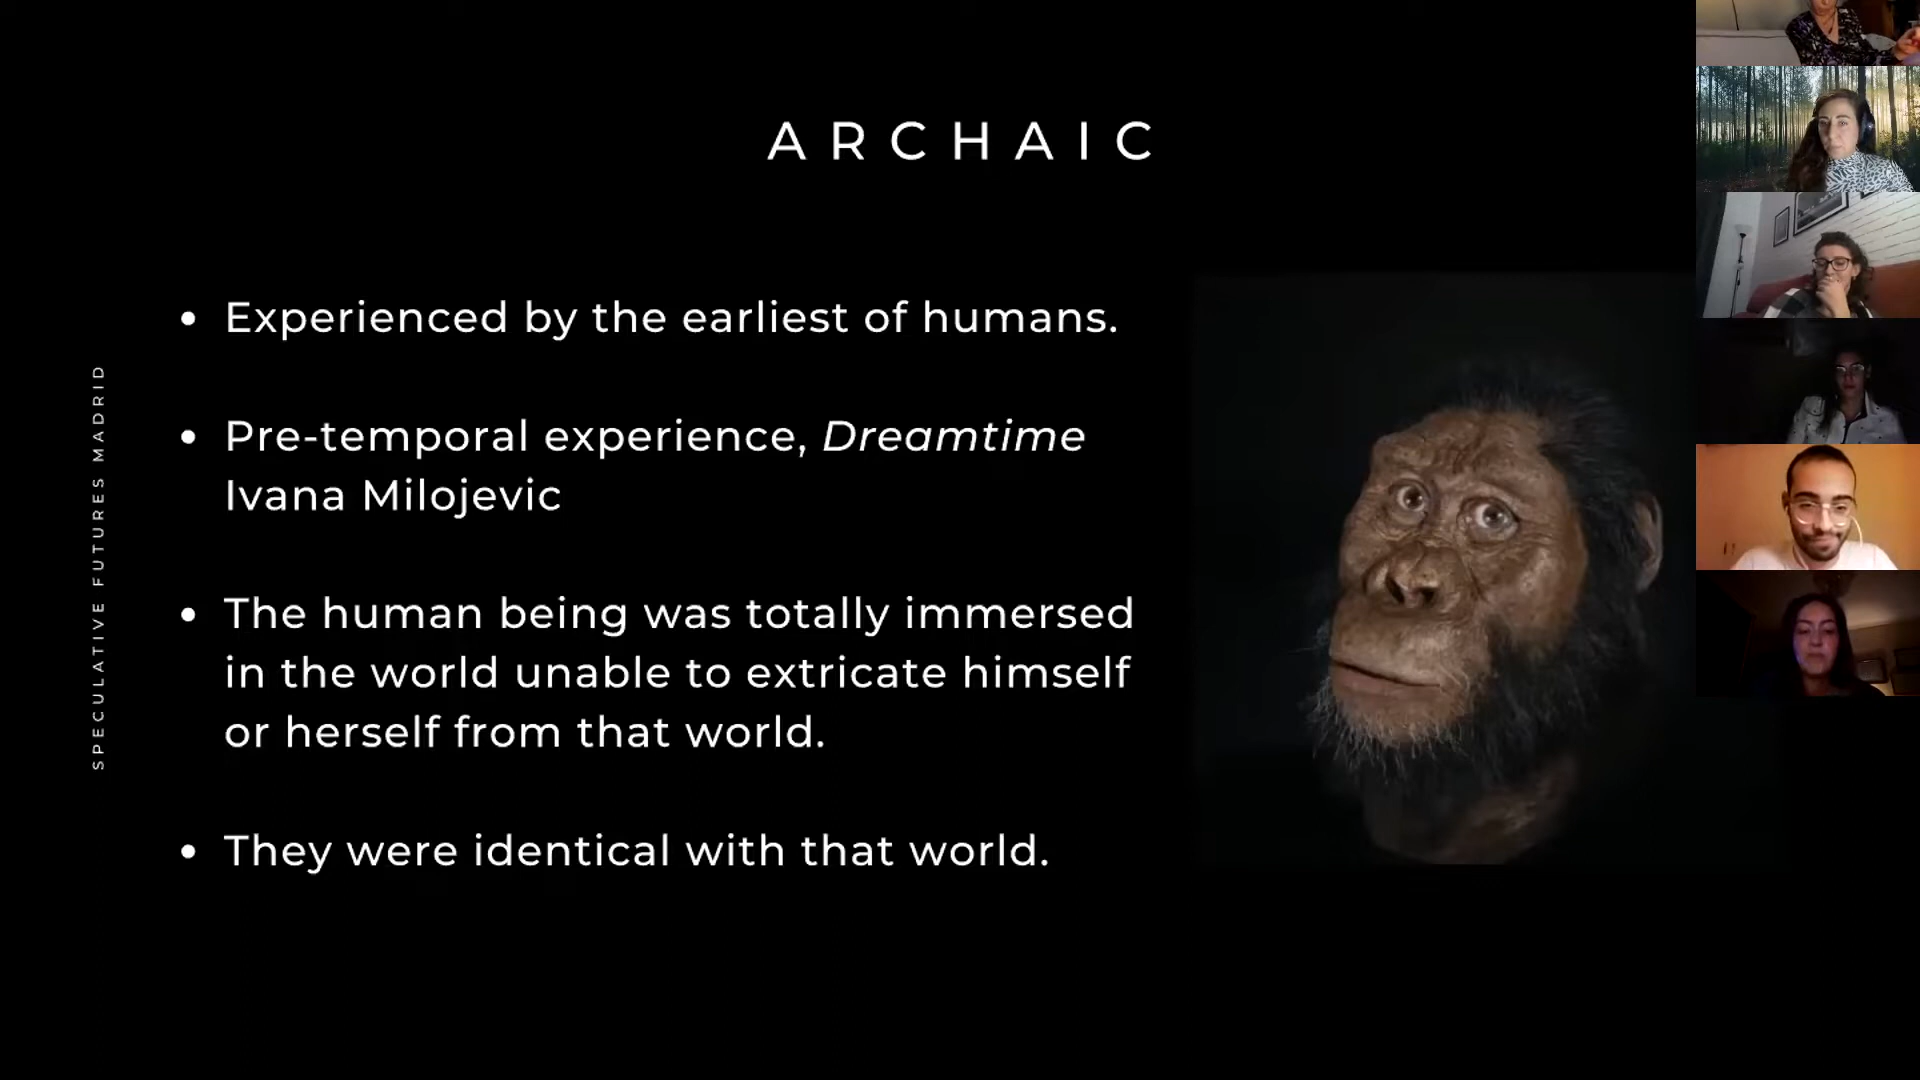 ARCHAIC
• Experienced by the earliest of humans.
• Pre-temporal experience, Dreamtime
Ivana Milojevic
• The human being was totally immersed
in the world unable to extricate himself
or herself from that world.
• They were identical with that world.
SPECULATIVE FUTURES MADRID